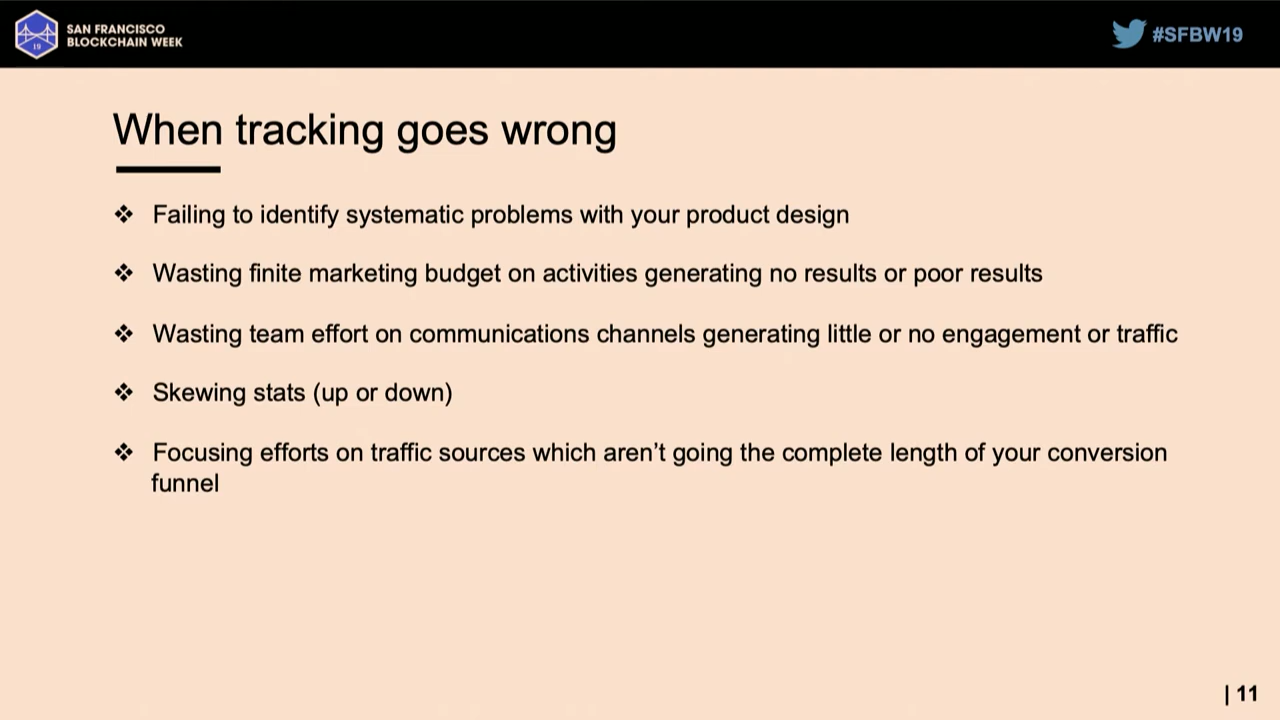 SAN FRANCISCO
BLOCKCHAIN WEEK
19
#SFBW19
When tracking goes wrong
❖ Failing to identify systematic problems with your product design
❖ Wasting finite marketing budget on activities generating no results or poor results
❖ Wasting team effort on communications channels generating little or no engagement or traffic
❖ Skewing stats (up or down)
❖ Focusing efforts on traffic sources which aren’t going the complete length of your conversion
funnel
| 11